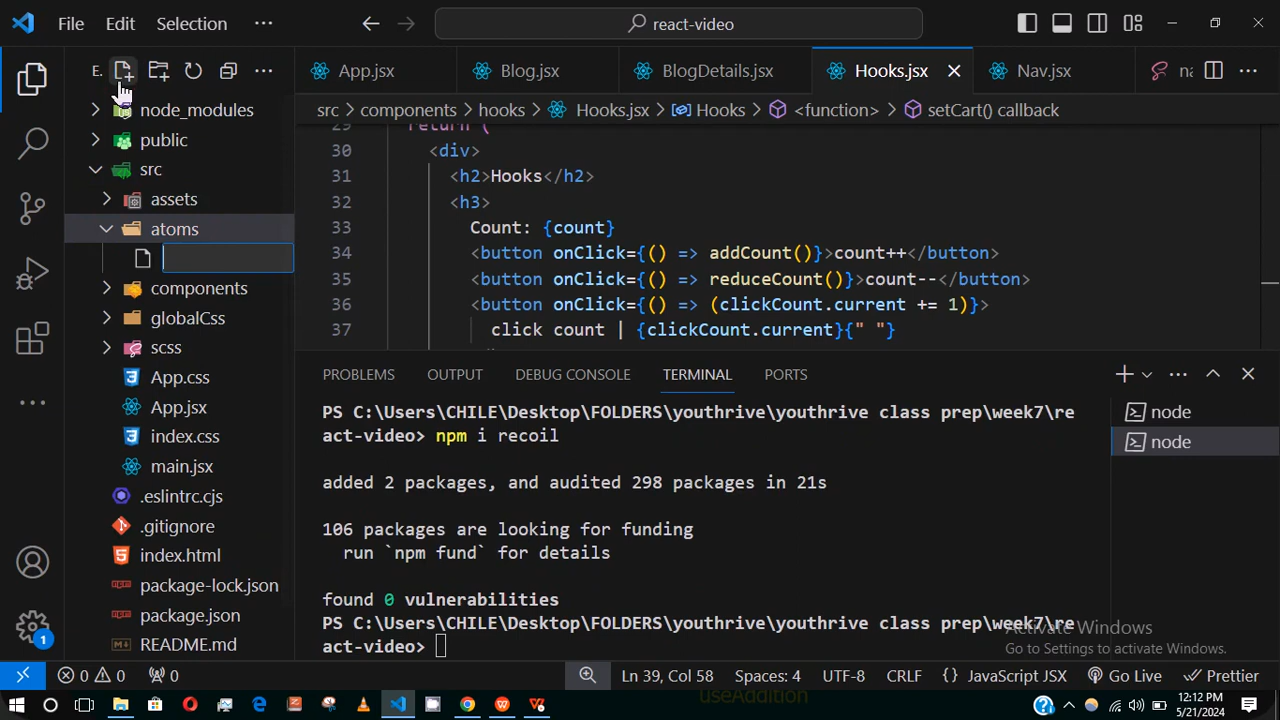 File Edit Selection ··· react-video
E.
App.jsx Blog.jsx BlogDetails.jsx Hooks.jsx Nav.jsx na
src > components > hooks > Hooks.jsx > Hooks > <function> > setCart() callback
node_modules
public
src
assets
atoms
components
globalCss
scss
App.css
App.jsx
index.css
main.jsx
.eslintrc.cjs
.gitignore
index.html
package-lock.json
package.json
README.md
29 return (
30 <div>
31 <h2>Hooks</h2>
32 <h3>
33 Count: {count}
34 <button onClick={() => addCount()}>count++</button>
35 <button onClick={() => reduceCount()}>count--</button>
36 <button onClick={() => (clickCount.current += 1)}>
37 click count | {clickCount.current}{" "}
PROBLEMS OUTPUT DEBUG CONSOLE TERMINAL PORTS
PS C:\Users\CHILE\Desktop\FOLDERS\youthrive\youthrive class prep\week7\re
act-video> npm i recoil
added 2 packages, and audited 298 packages in 21s
106 packages are looking for funding
run `npm fund` for details
found 0 vulnerabilities
PS C:\Users\CHILE\Desktop\FOLDERS\youthrive\youthrive class prep\week7\re
act-video>
node
node
Activate Windows
Go to Settings to activate Windows.
1
0 0 0 Ln 39, Col 58 Spaces: 4 UTF-8 CRLF {} JavaScript JSX Go Live Prettier
useAddition
12:12 PM
5/21/2024